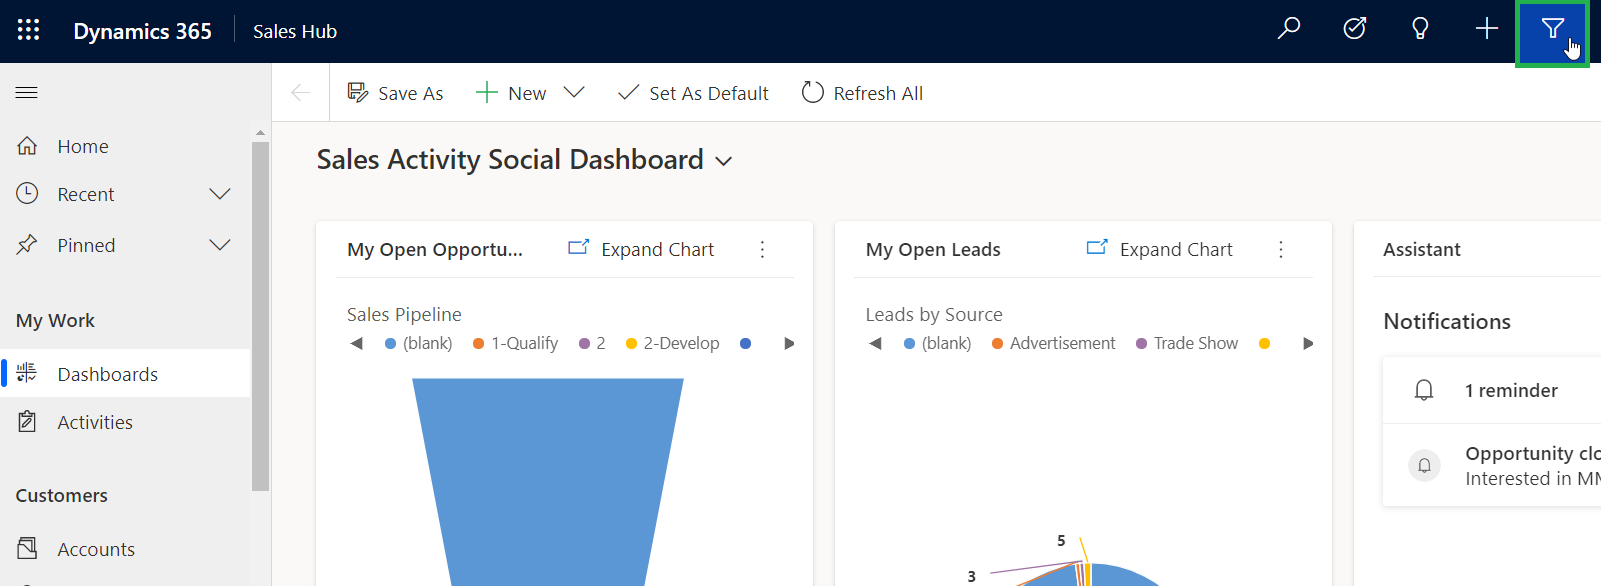 Dynamics 365
Sales Hub
Save As
New
Set As Default
Refresh All
Home
Recent
Pinned
My Work
Dashboards
Activities
Customers
Accounts
Sales Activity Social Dashboard
My Open Opportu...
Expand Chart
Sales Pipeline
(blank) 1-Qualify 2 2-Develop
My Open Leads
Expand Chart
Leads by Source
(blank) Advertisement Trade Show
5
3
Assistant
Notifications
1 reminder
Opportunity clo
Interested in MM